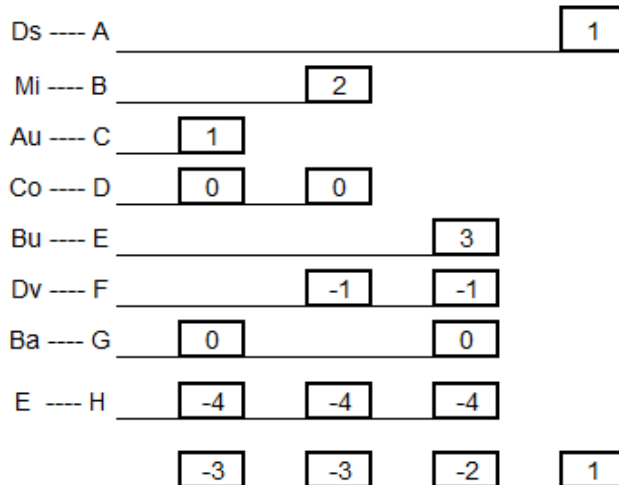 Ds ---- A 1
Mi ---- B 2
Au ---- C 1
Co ---- D 0 0
Bu ---- E 3
Dv ---- F -1 -1
Ba ---- G 0 0
E ---- H -4 -4 -4
-3 -3 -2 1